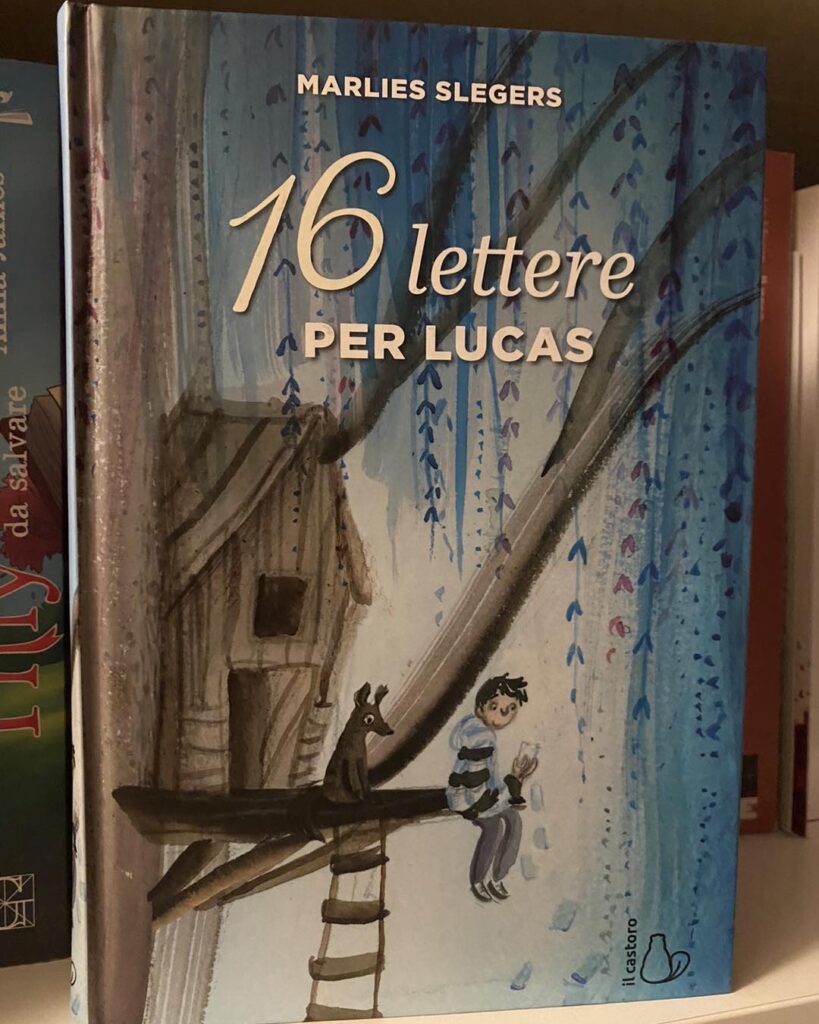 MARLIES SLEGERS
16 lettere
PER LUCAS
il castoro
da salvare